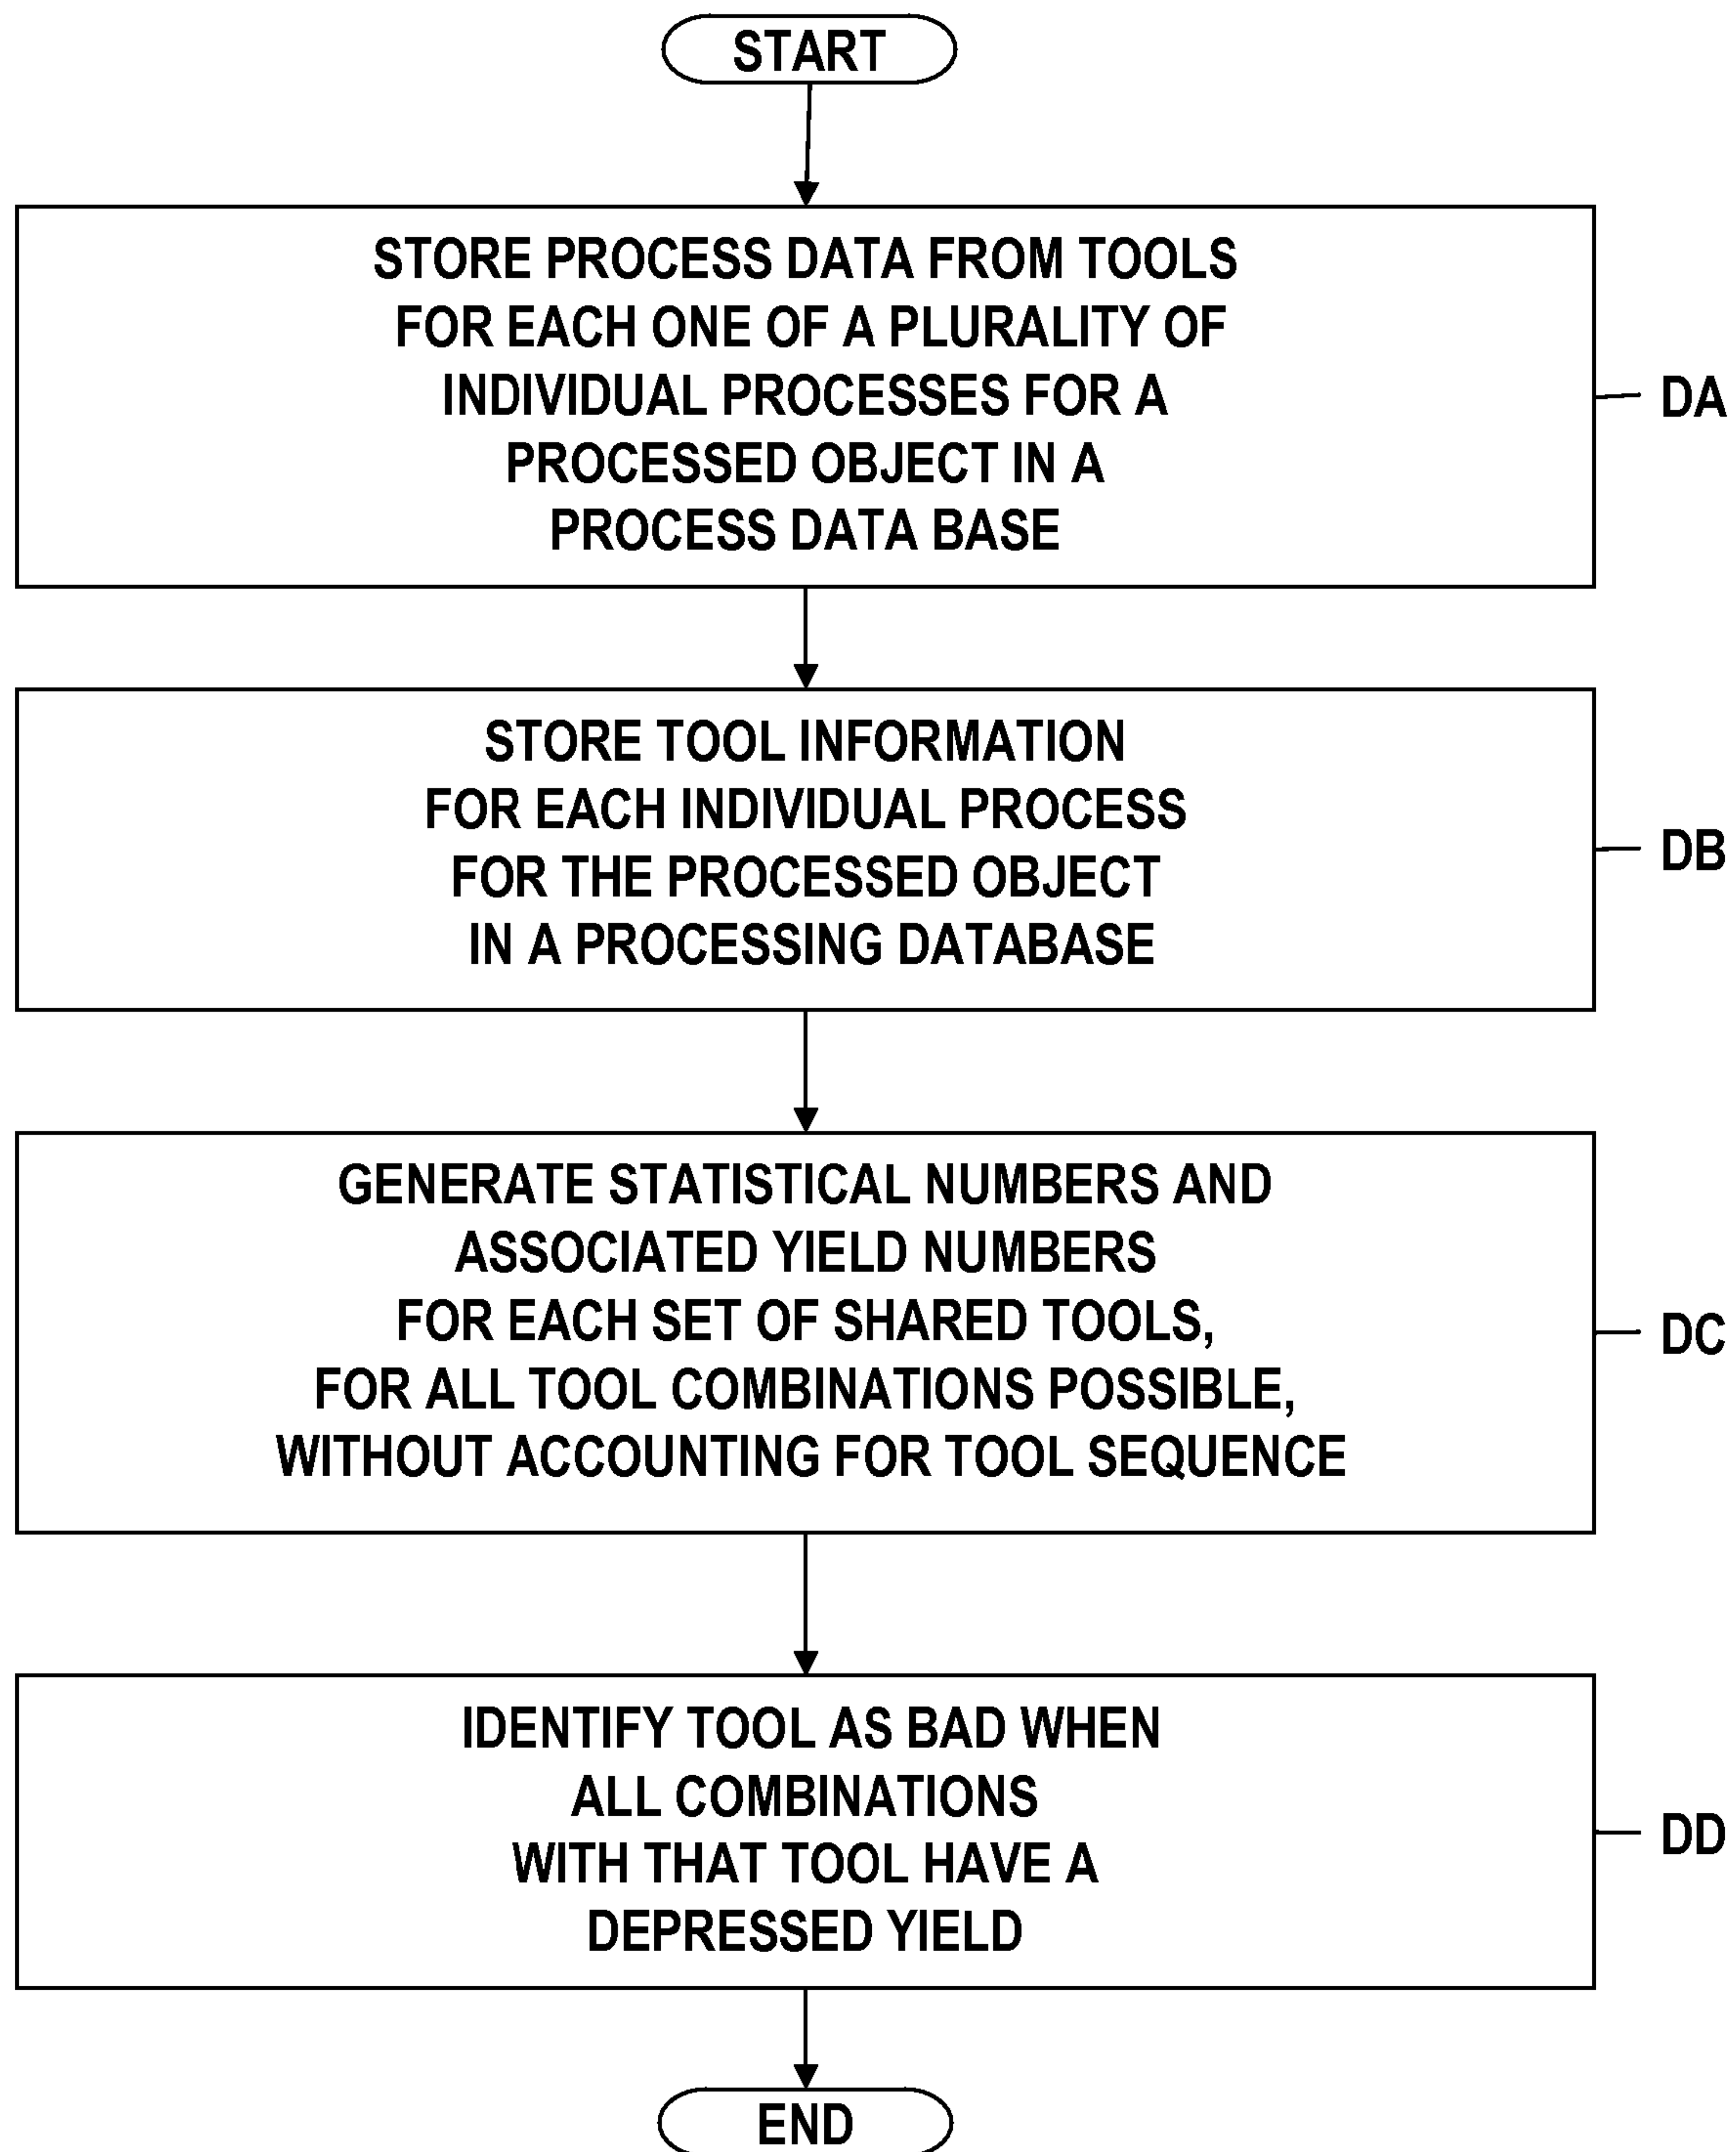 START
STORE PROCESS DATA FROM TOOLS
FOR EACH ONE OF A PLURALITY OF
INDIVIDUAL PROCESSES FOR A
PROCESSED OBJECT IN A
PROCESS DATA BASE
DA
STORE TOOL INFORMATION
FOR EACH INDIVIDUAL PROCESS
FOR THE PROCESSED OBJECT
IN A PROCESSING DATABASE
DB
GENERATE STATISTICAL NUMBERS AND
ASSOCIATED YIELD NUMBERS
FOR EACH SET OF SHARED TOOLS,
FOR ALL TOOL COMBINATIONS POSSIBLE,
WITHOUT ACCOUNTING FOR TOOL SEQUENCE
DC
IDENTIFY TOOL AS BAD WHEN
ALL COMBINATIONS
WITH THAT TOOL HAVE A
DEPRESSED YIELD
DD
END